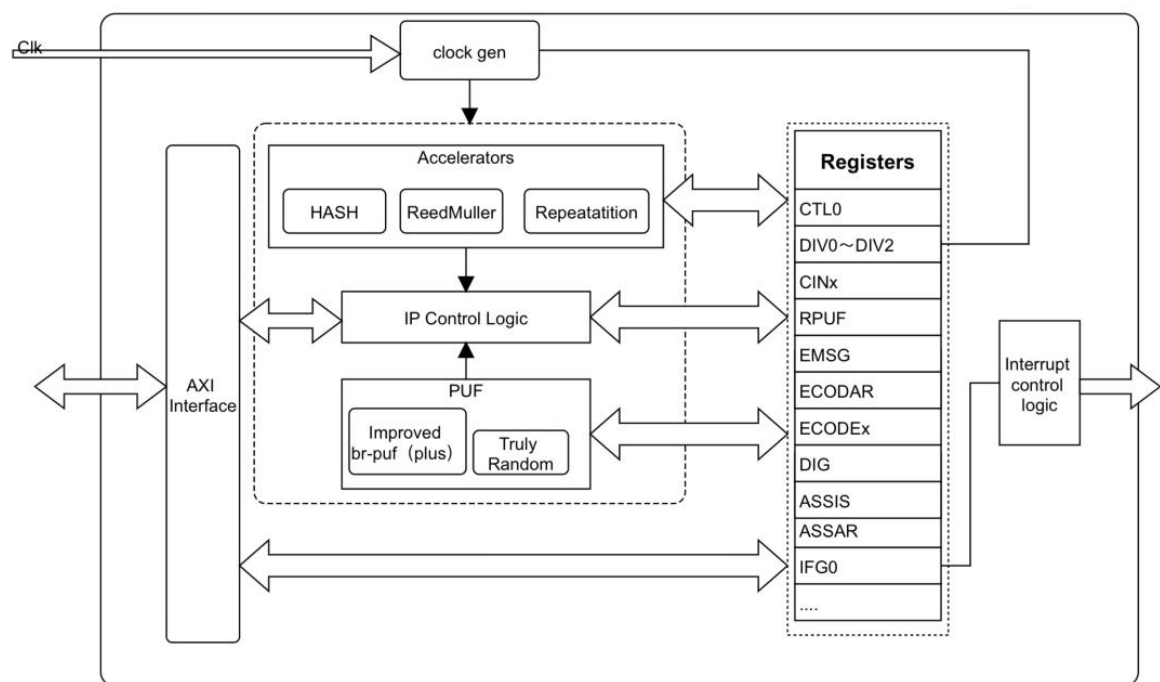 Clk
clock gen
Accelerators
HASH
ReedMuller
Repeatation
IP Control Logic
PUF
Improved
br-puf（plus）
Truly
Random
AXI
Interface
Registers
CTL0
DIV0～DIV2
CINx
RPUF
EMSG
ECODAR
ECODEx
DIG
ASSIS
ASSAR
IFG0
....
Interrupt
control
logic